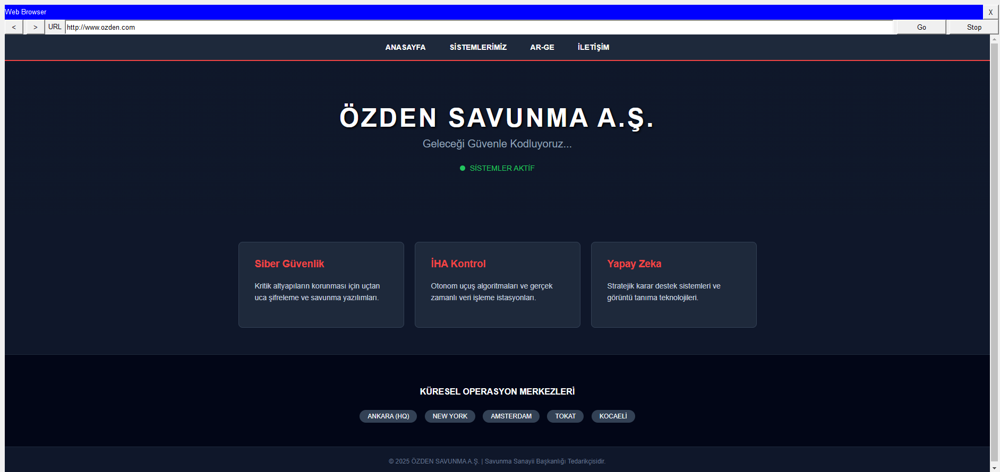 Web Browser X
< > URL http://www.ozden.com Go Stop
ANASAYFA SİSTEMLERİMİZ AR-GE İLETİŞİM
ÖZDEN SAVUNMA A.Ş.
Geleceği Güvenle Kodluyoruz...
SİSTEMLER AKTİF
Siber Güvenlik
Kritik altyapıların korunması için uçtan
uca şifreleme ve savunma yazılımları.
İHA Kontrol
Otonom uçuş algoritmaları ve gerçek
zamanlı veri işleme istasyonları.
Yapay Zeka
Stratejik karar destek sistemleri ve
görüntü tanıma teknolojileri.
KÜRESEL OPERASYON MERKEZLERİ
ANKARA (HQ) NEW YORK AMSTERDAM TOKAT KOCAELİ
© 2025 ÖZDEN SAVUNMA A.Ş. | Savunma Sanayii Başkanlığı Tedarikçisidir.